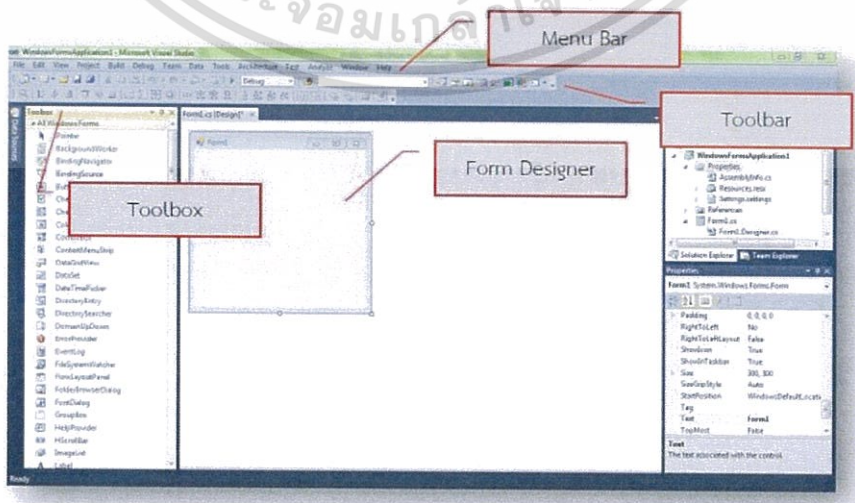 จอมเกล้าเ
Menu Bar
WindowsFormsApplication1 - Microsoft Visual Studio
File Edit View Project Build Debug Team Data Tools Architecture Test Analyze Window Help
Debug
Toolbar
Toolbox
Form1.cs [Design]*
All Windows Forms
Data Sources
Pointer
BackgroundWorker
BindingNavigator
BindingSource
Toolbox
ComboBox
ContextMenuStrip
DataGridView
DataSet
DateTimePicker
DirectoryEntry
DirectorySearcher
DomainUpDown
ErrorProvider
EventLog
FileSystemWatcher
FlowLayoutPanel
FolderBrowserDialog
FontDialog
GroupBox
HelpProvider
HScrollBar
ImageList
Label
Form1
Form Designer
WindowsFormsApplication1
Properties
AssemblyInfo.cs
Resources.resx
Settings.settings
References
Form1.cs
Form1.Designer.cs
Solution Explorer Team Explorer
Properties
Form1 System.Windows.Forms.Form
Padding 0, 0, 0, 0
RightToLeft No
RightToLeftLayout False
ShowIcon True
ShowInTaskbar True
Size 300, 300
SizeGripStyle Auto
StartPosition WindowsDefaultLocati
Tag
Text Form1
TopMost False
Text
The text associated with the control.
Ready